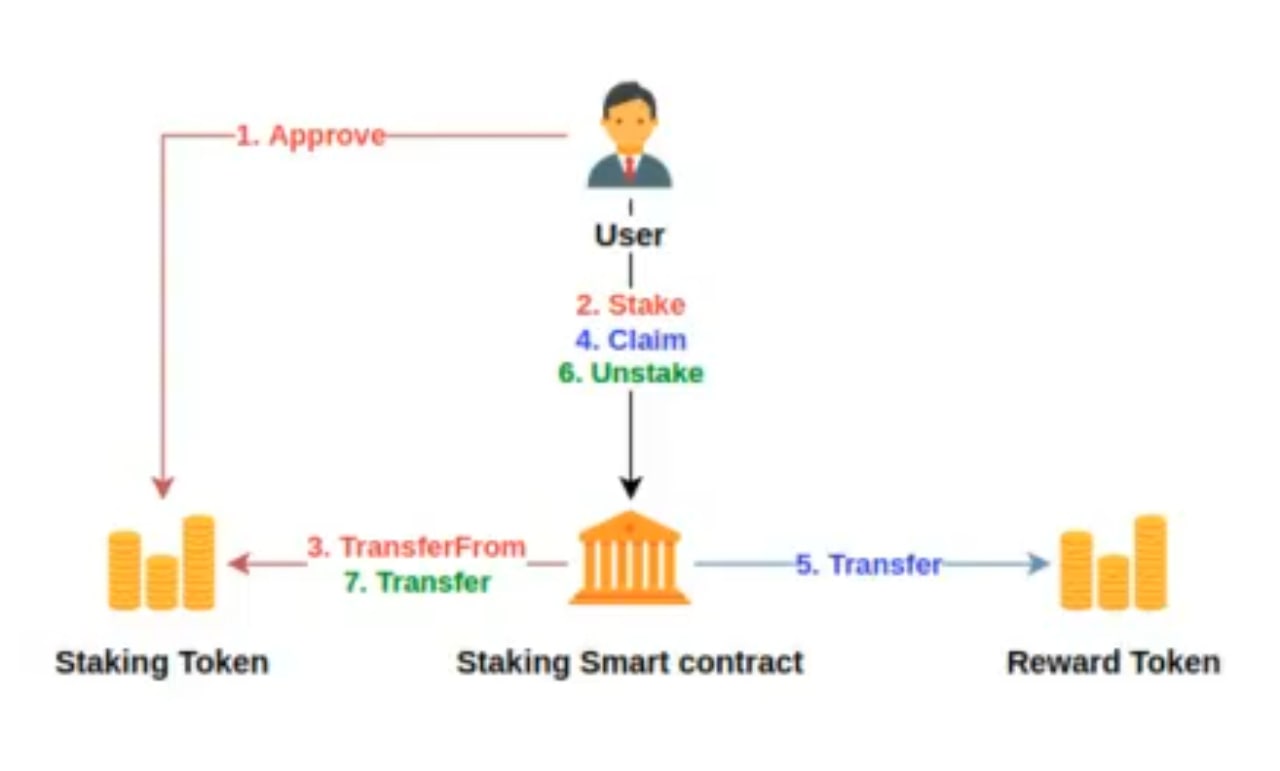 1. Approve
User
2. Stake
4. Claim
6. Unstake
3. TransferFrom
7. Transfer
5. Transfer
Staking Token
Staking Smart contract
Reward Token